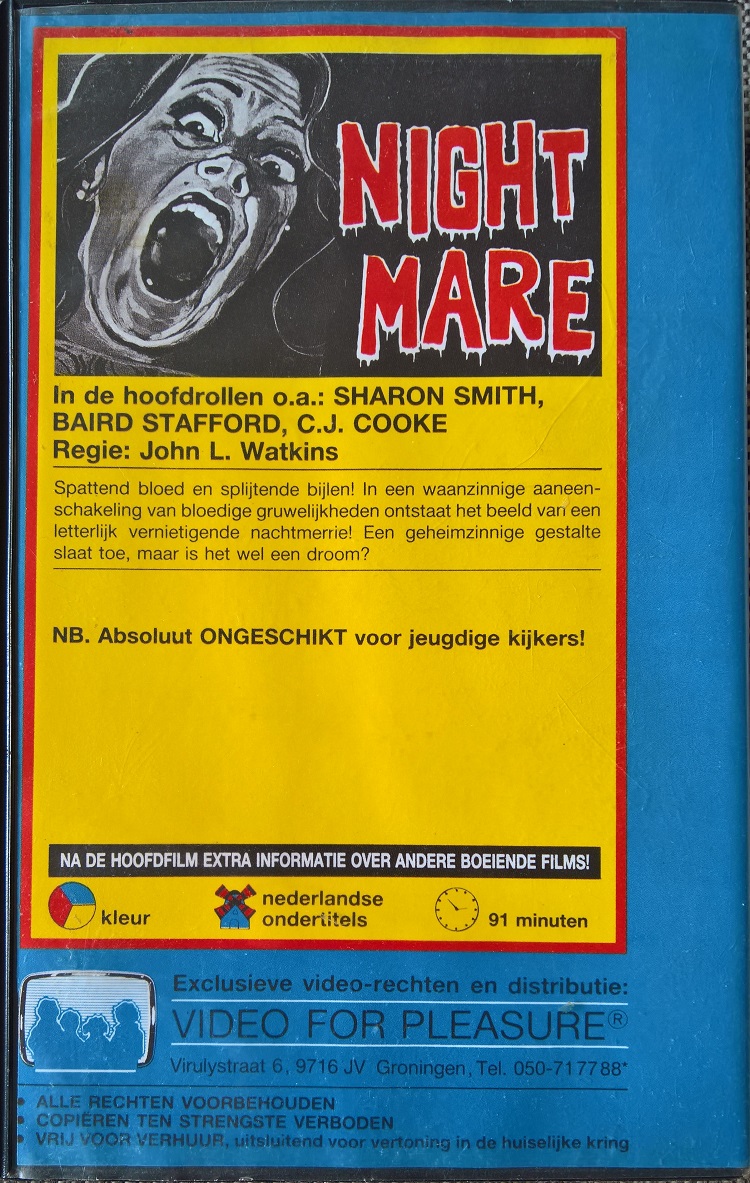 NIGHT
MARE
In de hoofdrollen o.a.: SHARON SMITH,
BAIRD STAFFORD, C.J. COOKE
Regie: John L. Watkins
Spattend bloed en splijtende bijlen! In een waanzinnige aaneen-
schakeling van bloedige gruwelijkheden ontstaat het beeld van een
letterlijk vernietigende nachtmerrie! Een geheimzinnige gestalte
slaat toe, maar is het wel een droom?
NB. Absoluut ONGESCHIKT voor jeugdige kijkers!
NA DE HOOFDFILM EXTRA INFORMATIE OVER ANDERE BOEIENDE FILMS!
kleur
nederlandse
ondertitels
91 minuten
Exclusieve video-rechten en distributie:
VIDEO FOR PLEASURE®
Virulystraat 6, 9716 JV Groningen, Tel. 050-717788*
• ALLE RECHTEN VOORBEHOUDEN
• COPIËREN TEN STRENGSTE VERBODEN
• VRIJ VOOR VERHUUR, uitsluitend voor vertoning in de huiselijke kring